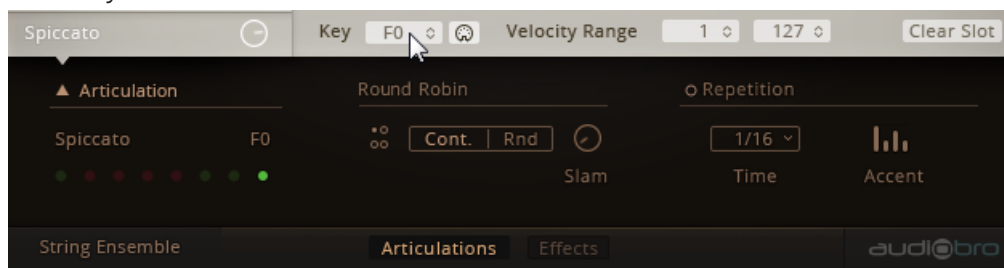 Spiccato Key F0 Velocity Range 1 127 Clear Slot
Articulation Round Robin Repetition
Spiccato F0 Cont. | Rnd 1/16
Slam Time Accent
String Ensemble Articulations Effects audiobro